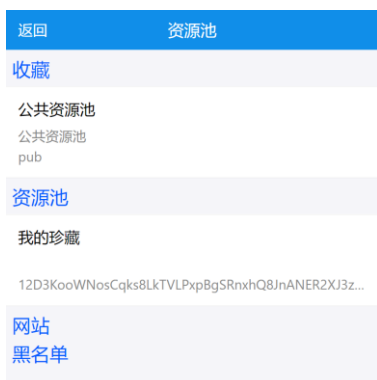 返回 资源池
收藏
公共资源池
公共资源池
pub
资源池
我的珍藏
12D3KooWNosCqks8LkTVLPxpBgSRnxhQ8JnANER2XJ3z...
网站
黑名单